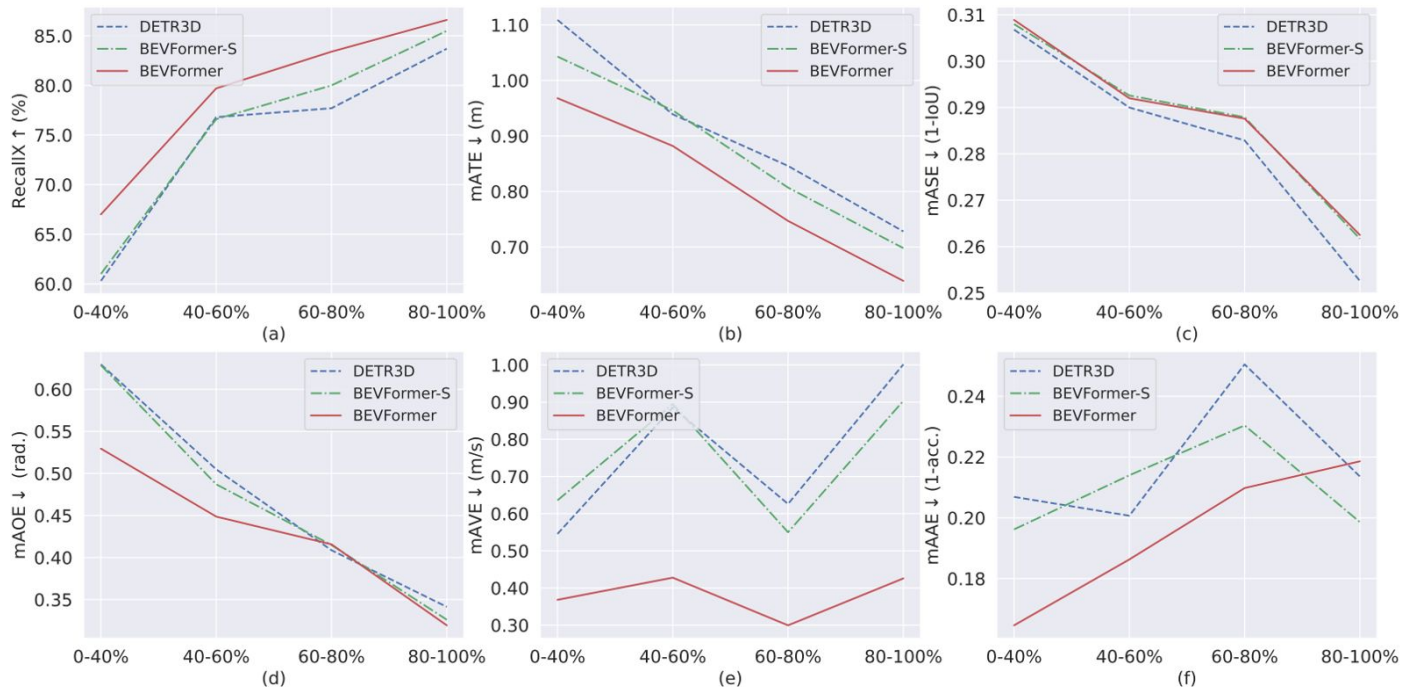 Recall ↑ (%)
85.0
80.0
75.0
70.0
65.0
60.0
DETR3D
BEVFormer-S
BEVFormer
0-40% 40-60% 60-80% 80-100%
(a)
mATE ↓ (m)
1.10
1.00
0.90
0.80
0.70
DETR3D
BEVFormer-S
BEVFormer
0-40% 40-60% 60-80% 80-100%
(b)
mASE ↓ (1-IoU)
0.31
0.30
0.29
0.28
0.27
0.26
0.25
DETR3D
BEVFormer-S
BEVFormer
0-40% 40-60% 60-80% 80-100%
(c)
mAOE↓ (rad.)
0.60
0.55
0.50
0.45
0.40
0.35
DETR3D
BEVFormer-S
BEVFormer
0-40% 40-60% 60-80% 80-100%
(d)
mAVE ↓ (m/s)
1.00
0.90
0.80
0.70
0.60
0.50
0.40
0.30
DETR3D
BEVFormer-S
BEVFormer
0-40% 40-60% 60-80% 80-100%
(e)
mAAE ↓ (1-acc.)
0.24
0.22
0.20
0.18
DETR3D
BEVFormer-S
BEVFormer
0-40% 40-60% 60-80% 80-100%
(f)